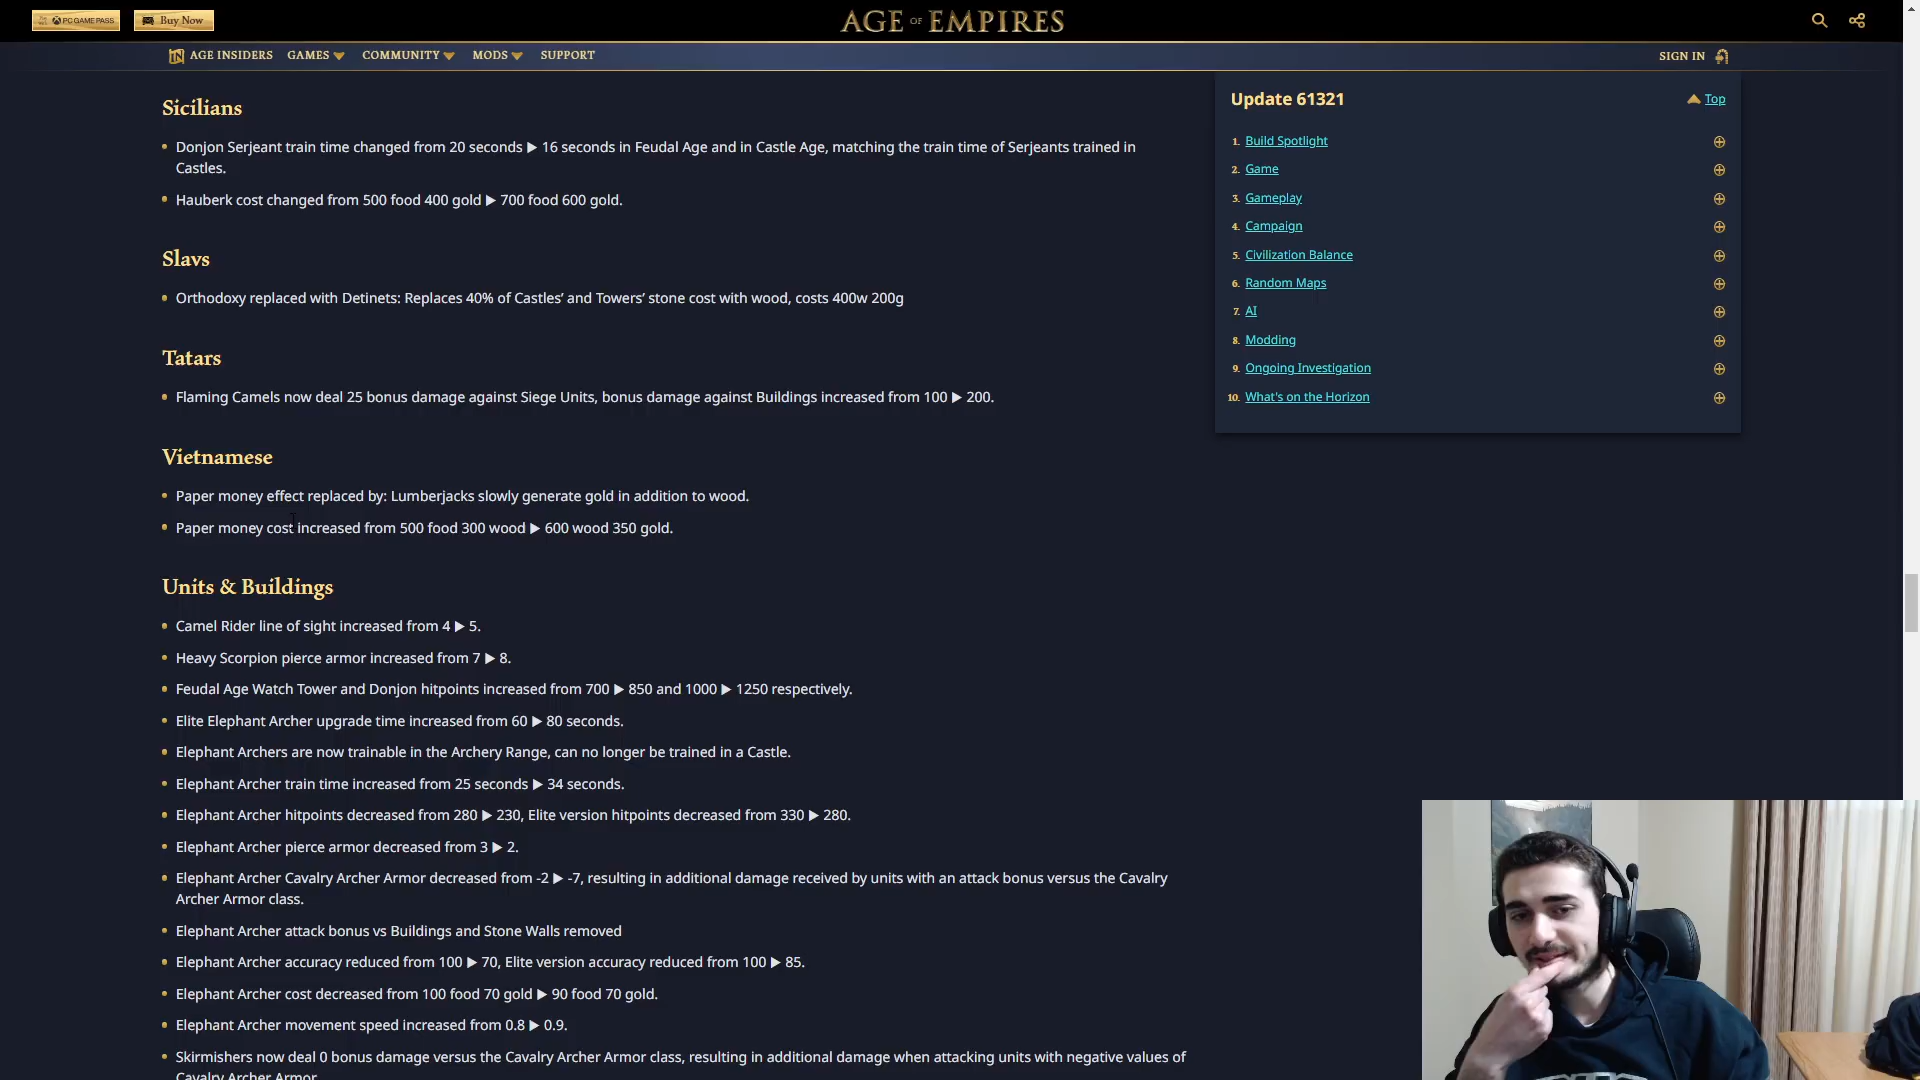 PC GAME PASS
Buy Now
AGE OF EMPIRES
AGE INSIDERS
GAMES
COMMUNITY
MODS
SUPPORT
SIGN IN
Sicilians
Donjon Serjeant train time changed from 20 seconds ▶ 16 seconds in Feudal Age and in Castle Age, matching the train time of Serjeants trained in
Castles.
Hauberk cost changed from 500 food 400 gold ▶ 700 food 600 gold.
Slavs
Orthodoxy replaced with Detinets: Replaces 40% of Castles’ and Towers’ stone cost with wood, costs 400w 200g
Tatars
Flaming Camels now deal 25 bonus damage against Siege Units, bonus damage against Buildings increased from 100 ▶ 200.
Vietnamese
Paper money effect replaced by: Lumberjacks slowly generate gold in addition to wood.
Paper money cost increased from 500 food 300 wood ▶ 600 wood 350 gold.
Units & Buildings
Camel Rider line of sight increased from 4 ▶ 5.
Heavy Scorpion pierce armor increased from 7 ▶ 8.
Feudal Age Watch Tower and Donjon hitpoints increased from 700 ▶ 850 and 1000 ▶ 1250 respectively.
Elite Elephant Archer upgrade time increased from 60 ▶ 80 seconds.
Elephant Archers are now trainable in the Archery Range, can no longer be trained in a Castle.
Elephant Archer train time increased from 25 seconds ▶ 34 seconds.
Elephant Archer hitpoints decreased from 280 ▶ 230, Elite version hitpoints decreased from 330 ▶ 280.
Elephant Archer pierce armor decreased from 3 ▶ 2.
Elephant Archer Cavalry Archer Armor decreased from -2 ▶ -7, resulting in additional damage received by units with an attack bonus versus the Cavalry
Archer Armor class.
Elephant Archer attack bonus vs Buildings and Stone Walls removed
Elephant Archer accuracy reduced from 100 ▶ 70, Elite version accuracy reduced from 100 ▶ 85.
Elephant Archer cost decreased from 100 food 70 gold ▶ 90 food 70 gold.
Elephant Archer movement speed increased from 0.8 ▶ 0.9.
Skirmishers now deal 0 bonus damage versus the Cavalry Archer Armor class, resulting in additional damage when attacking units with negative values of
Cavalry Archer Armor.
Update 61321
Top
1. Build Spotlight
2. Game
3. Gameplay
4. Campaign
5. Civilization Balance
6. Random Maps
7. AI
8. Modding
9. Ongoing Investigation
10. What's on the Horizon